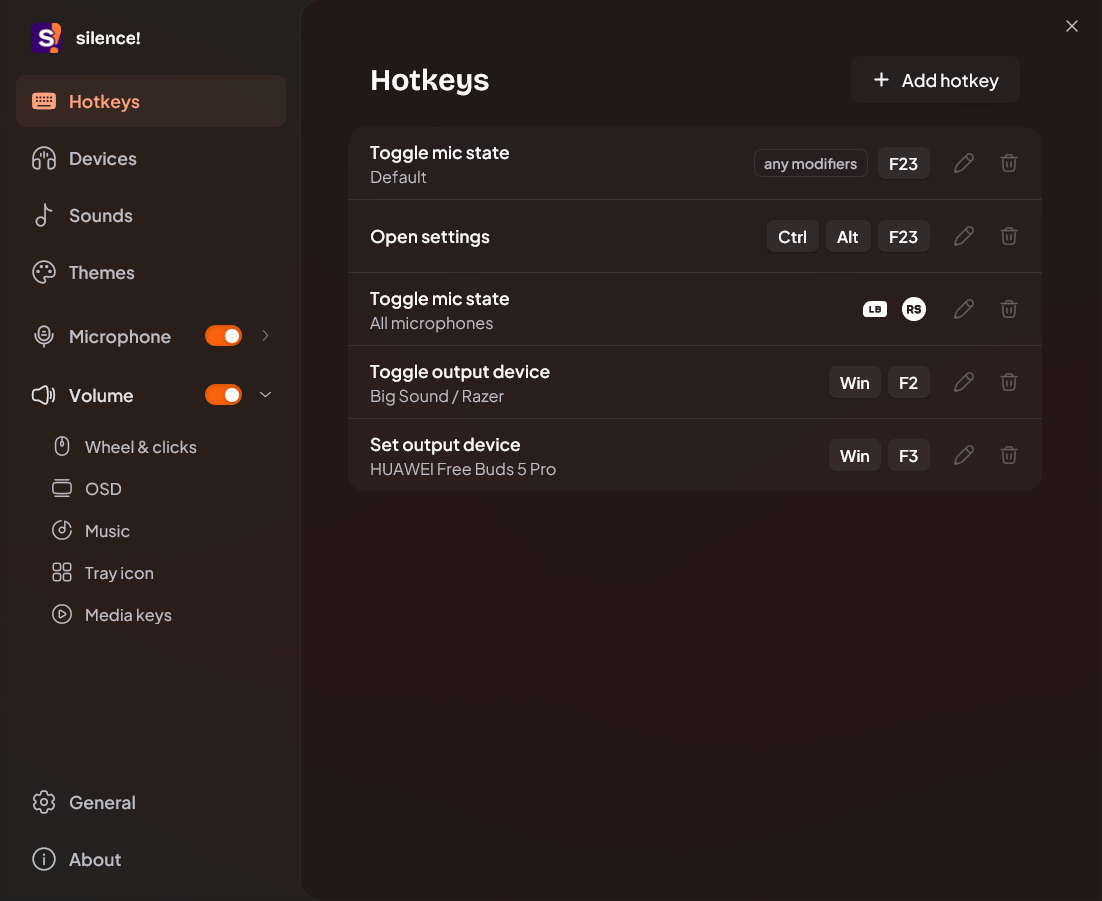 S!
silence!
Hotkeys
Devices
Sounds
Themes
Microphone
Volume
Wheel & clicks
OSD
Music
Tray icon
Media keys
General
About
Hotkeys
+ Add hotkey
Toggle mic state
Default
any modifiers F23
Open settings
Ctrl Alt F23
Toggle mic state
All microphones
LB RS
Toggle output device
Big Sound / Razer
Win F2
Set output device
HUAWEI Free Buds 5 Pro
Win F3